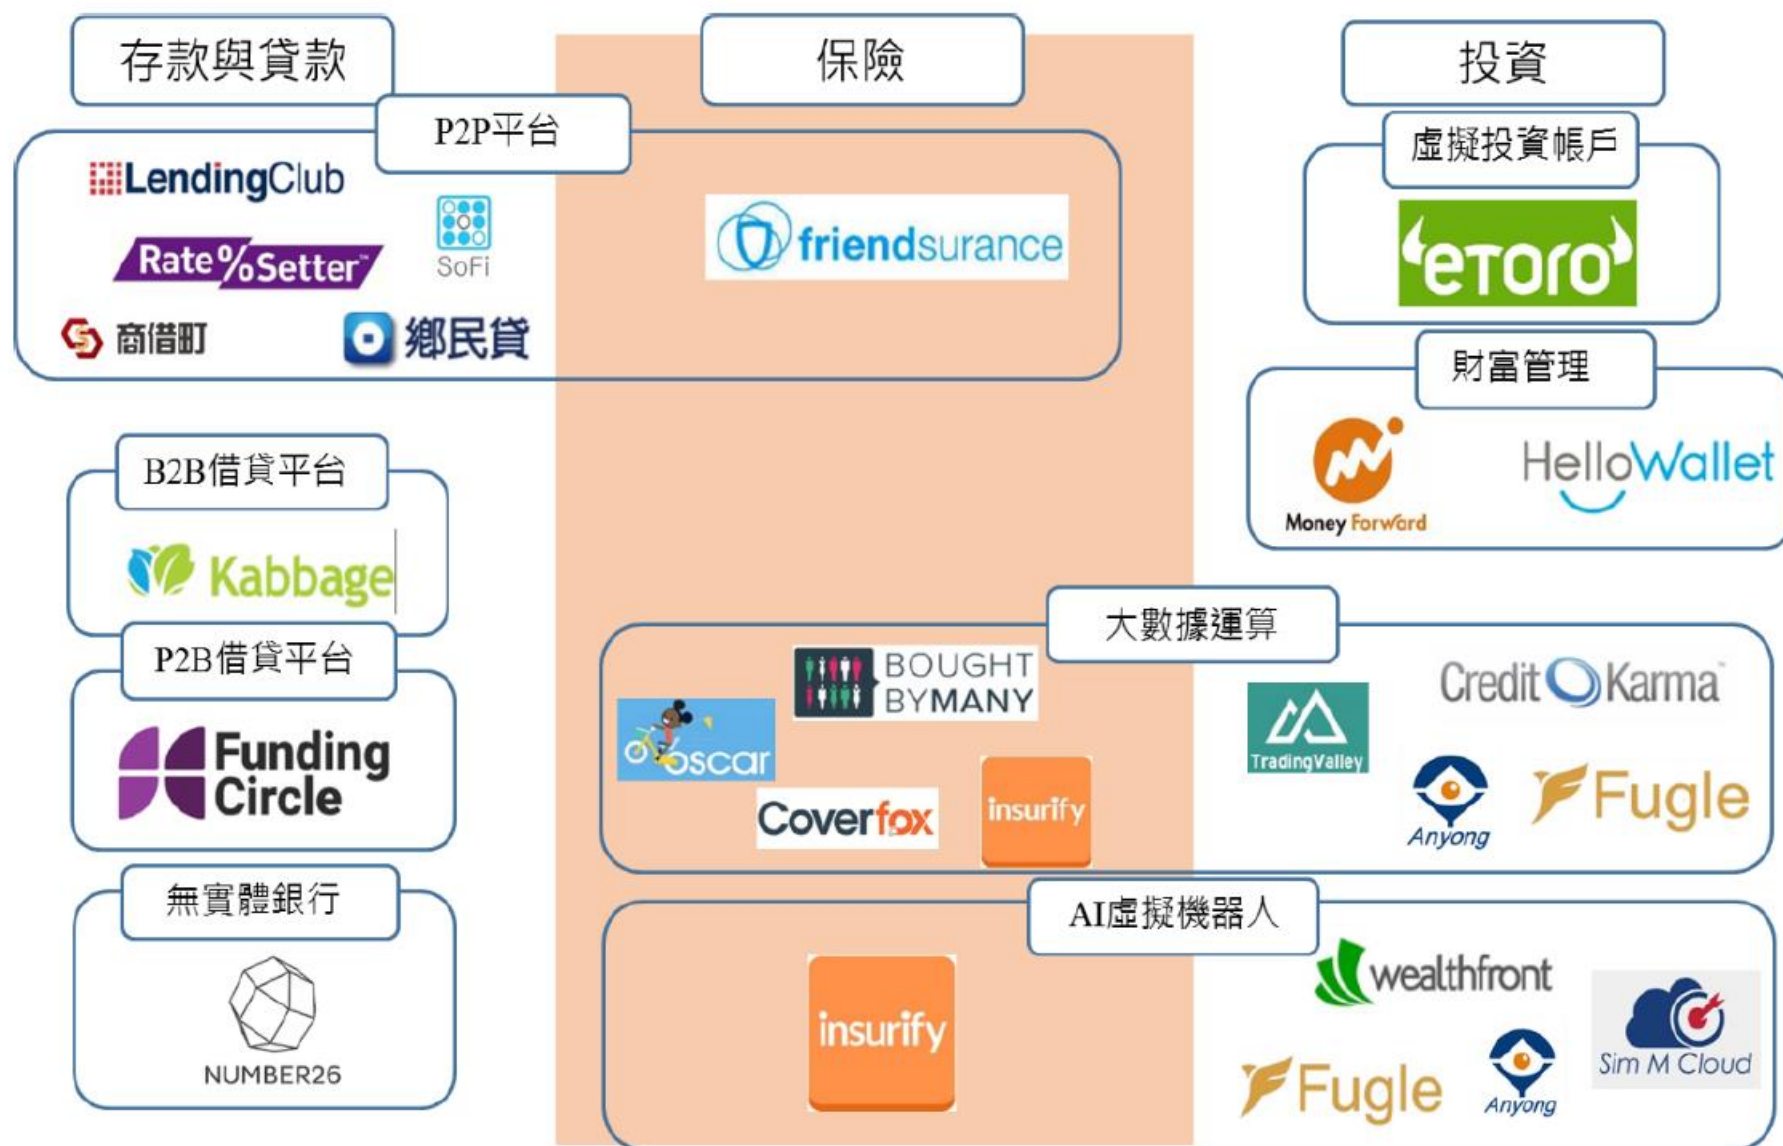 存款與貸款
保險
投資
P2P平台
LendingClub
SoFi
Rate%Setter™
商借町
鄉民貸
friendsurance
虛擬投資帳戶
eToro
財富管理
Money Forward
HelloWallet
B2B借貸平台
Kabbage
P2B借貸平台
Funding
Circle
無實體銀行
NUMBER26
大數據運算
BOUGHT
BYMANY
oscar
Coverfox
insurify
TradingValley
Credit Karma™
Anyong
Fugle
AI虛擬機器人
insurify
wealthfront
Fugle
Anyong
Sim M Cloud